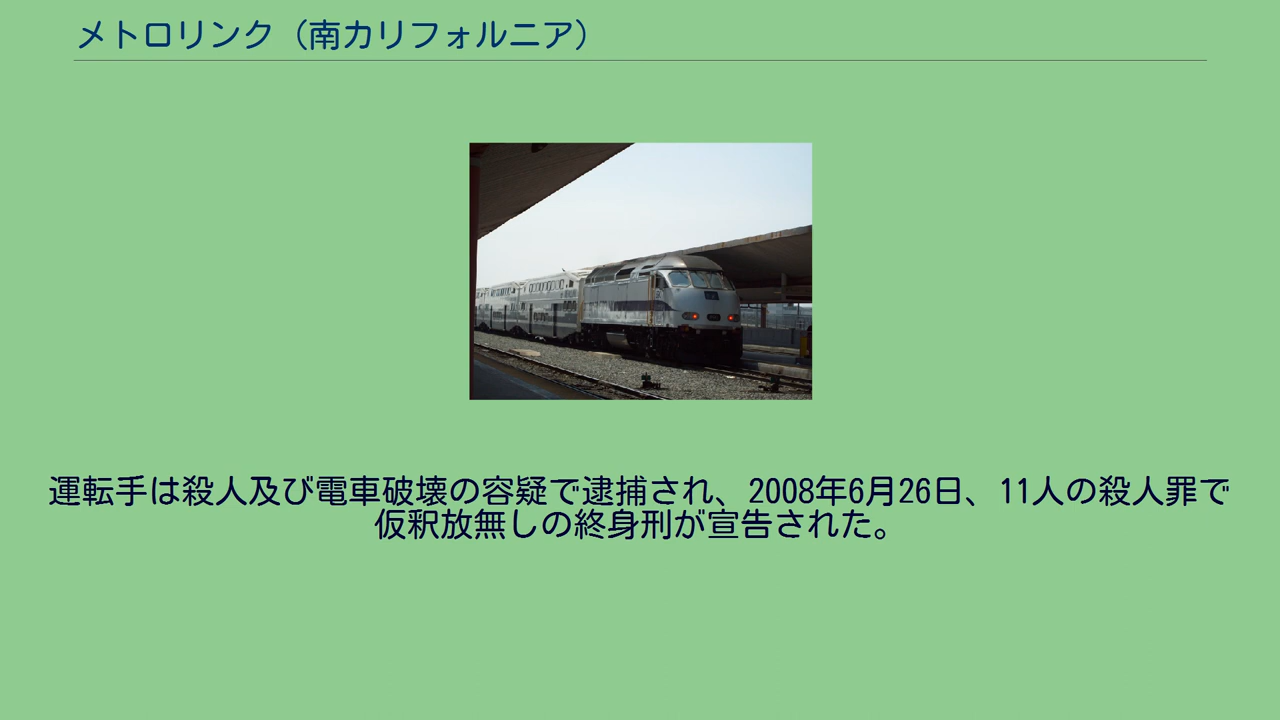 メトロリンク（南カリフォルニア）
運転手は殺人及び電車破壊の容疑で逮捕され、2008年6月26日、11人の殺人罪で
仮釈放無しの終身刑が宣告された。